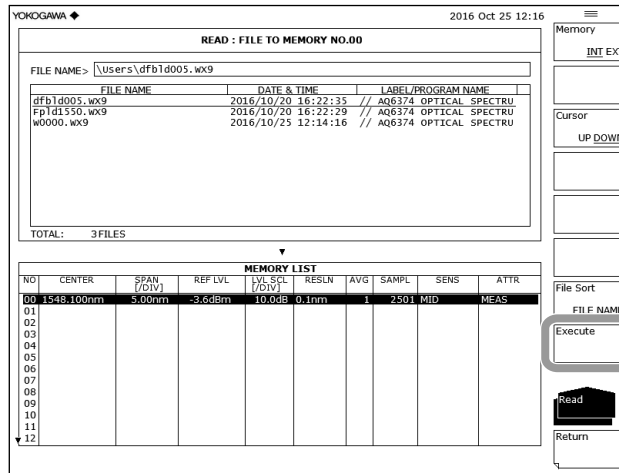 YOKOGAWA 2016 Oct 25 12:16
READ : FILE TO MEMORY NO.00
FILE NAME> \Users\dfbld005.WX9
FILE NAME DATE & TIME LABEL/PROGRAM NAME
dfbld005.WX9 2016/10/20 16:22:35 // AQ6374 OPTICAL SPECTRU
Fpld1550.WX9 2016/10/20 16:22:29 // AQ6374 OPTICAL SPECTRU
W0000.WX9 2016/10/25 12:14:16 // AQ6374 OPTICAL SPECTRU
TOTAL: 3FILES
MEMORY LIST
NO CENTER SPAN [/DIV] REF LVL LVL SCL [/DIV] RESLN AVG SAMPL SENS ATTR
00 1548.100nm 5.00nm -3.6dBm 10.0dB 0.1nm 1 2501 MID MEAS
01
02
03
04
05
06
07
08
09
10
11
12
Memory
INT EXT
Cursor
UP DOWN
File Sort
FILE NAME
Execute
Read
Return